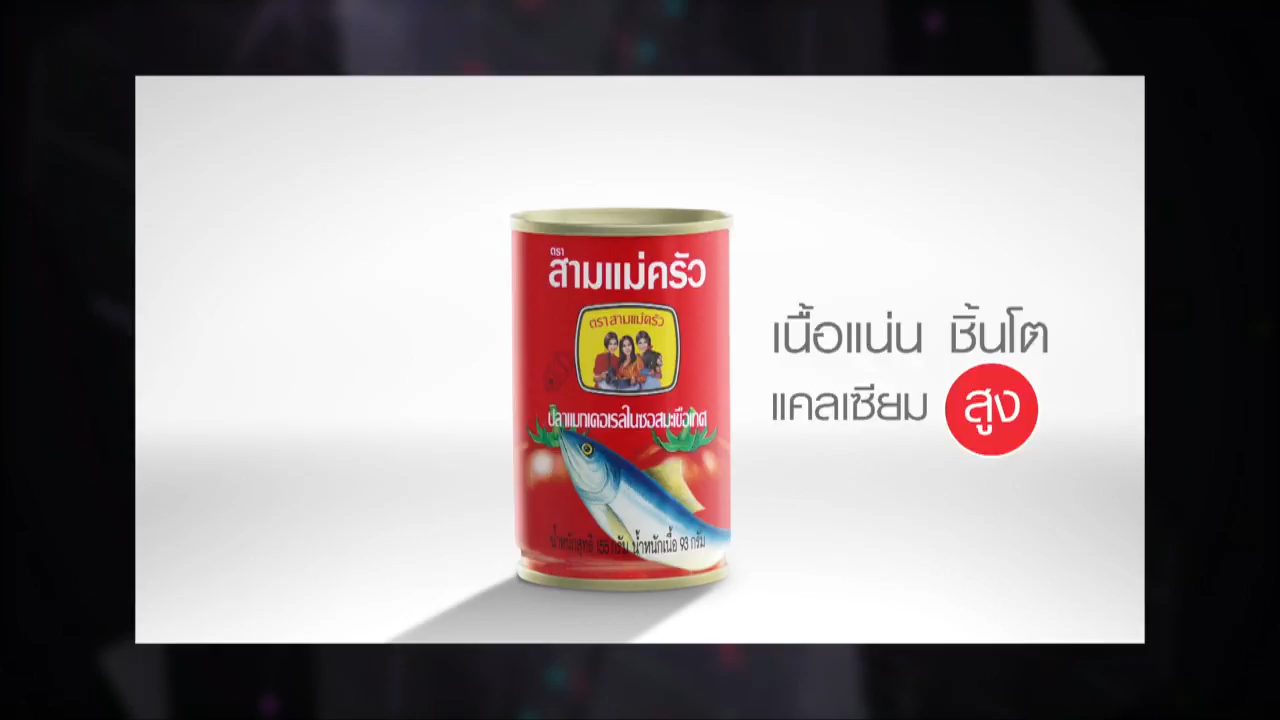 ตรา
สามแม่ครัว
ตราสามแม่ครัว
ปลาแมกเคอเรลในซอสมะเขือเทศ
น้ำหนักสุทธิ 155 กรัม น้ำหนักเนื้อ 93 กรัม
เนื้อแน่น ชิ้นโต
แคลเซียม สูง